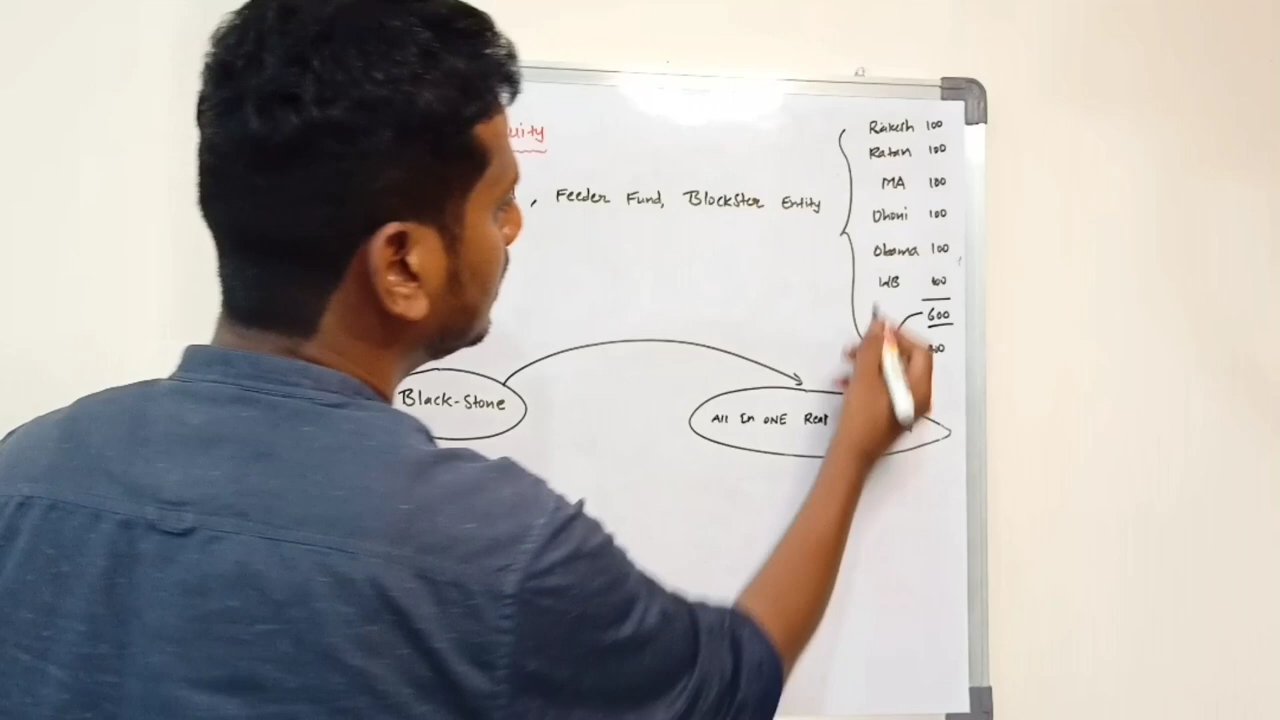 uity
, Feeder Fund, Blockster Entity
Rakesh 100
Ratan 100
MA 100
Dhoni 100
Obama 100
WB 100
600
Black-Stone
All In ONE Real